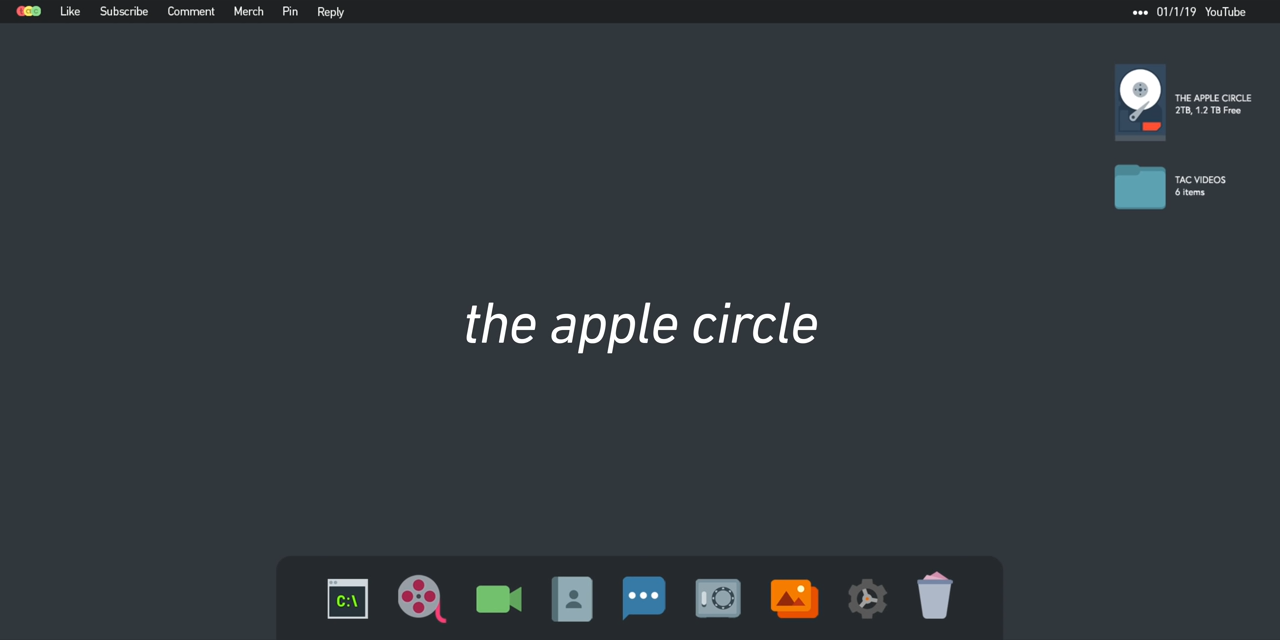 tac Like Subscribe Comment Merch Pin Reply ••• 01/1/19 YouTube
THE APPLE CIRCLE
2TB, 1.2 TB Free
TAC VIDEOS
6 items
the apple circle
C:\